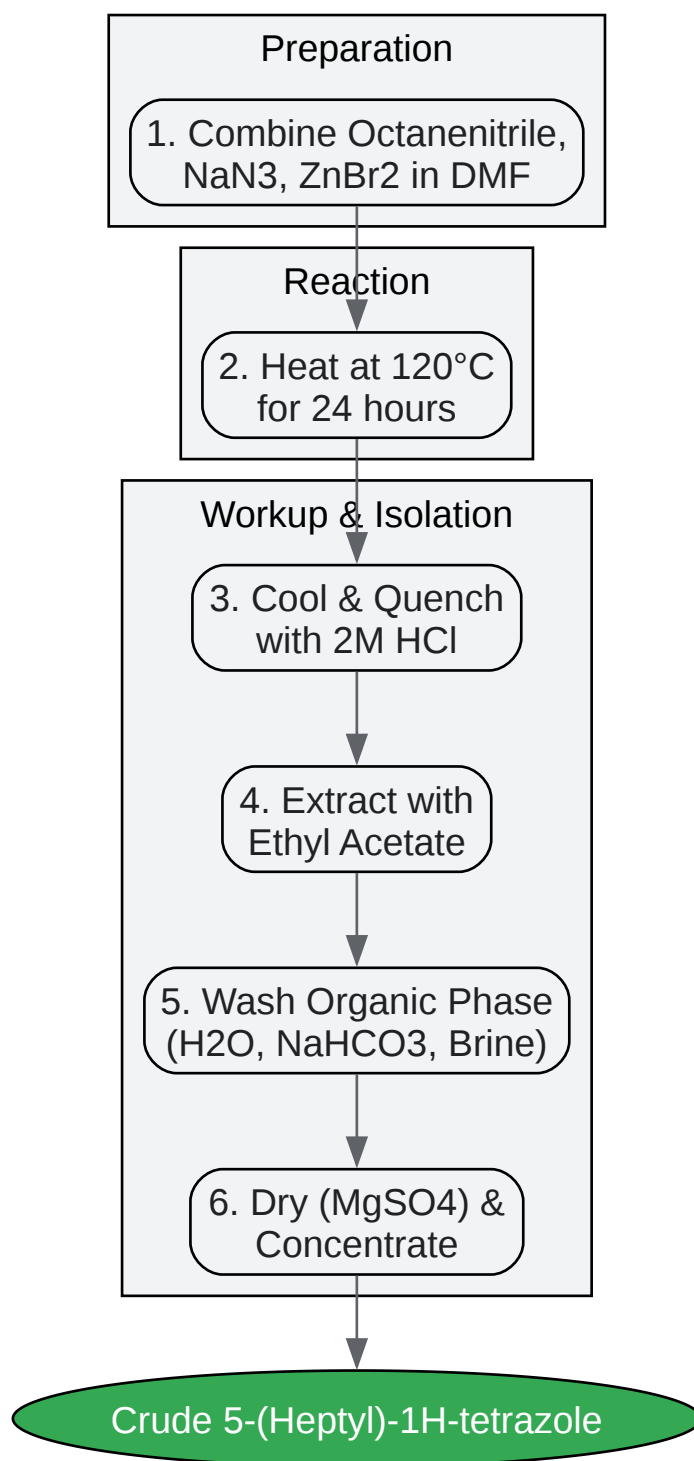 Preparation
1. Combine Octanenitrile,
NaN3, ZnBr2 in DMF
Reaction
2. Heat at 120°C
for 24 hours
Workup & Isolation
3. Cool & Quench
with 2M HCl
4. Extract with
Ethyl Acetate
5. Wash Organic Phase
(H2O, NaHCO3, Brine)
6. Dry (MgSO4) &
Concentrate
Crude 5-(Heptyl)-1H-tetrazole